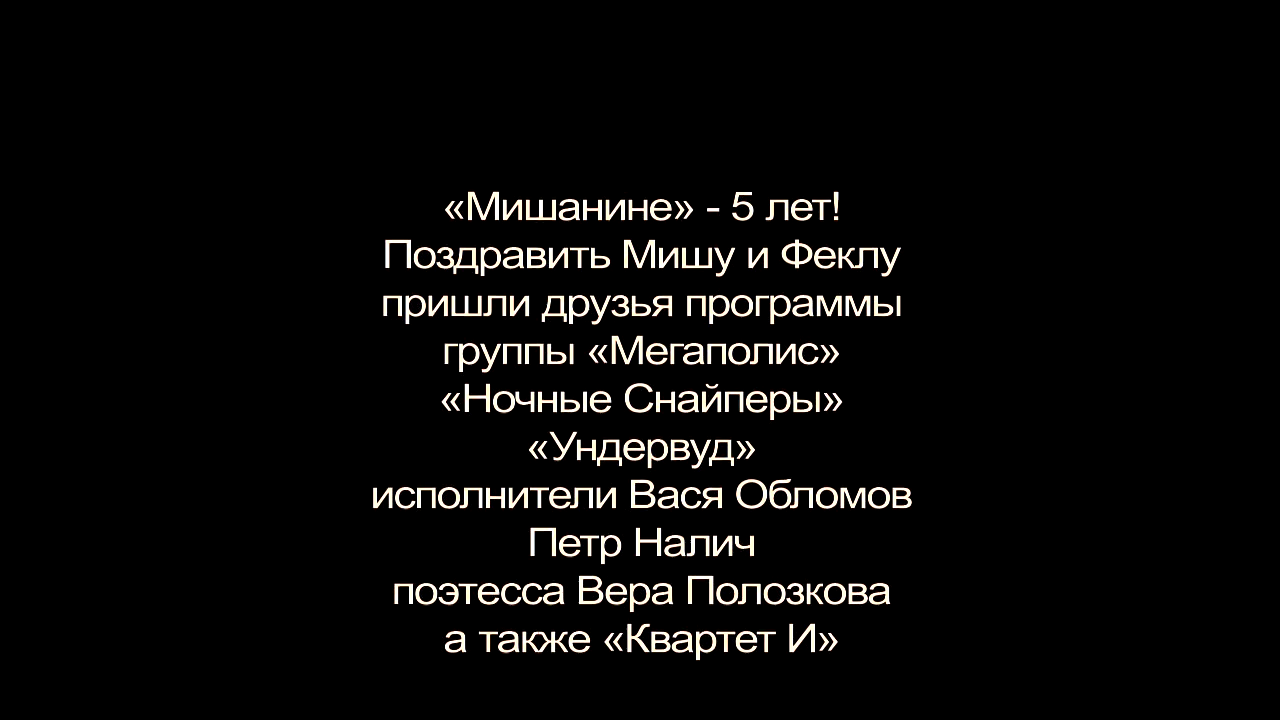 «Мишанине» - 5 лет!
Поздравить Мишу и Феклу
пришли друзья программы
группы «Мегаполис»
«Ночные Снайперы»
«Ундервуд»
исполнители Вася Обломов
Петр Налич
поэтесса Вера Полозкова
а также «Квартет И»